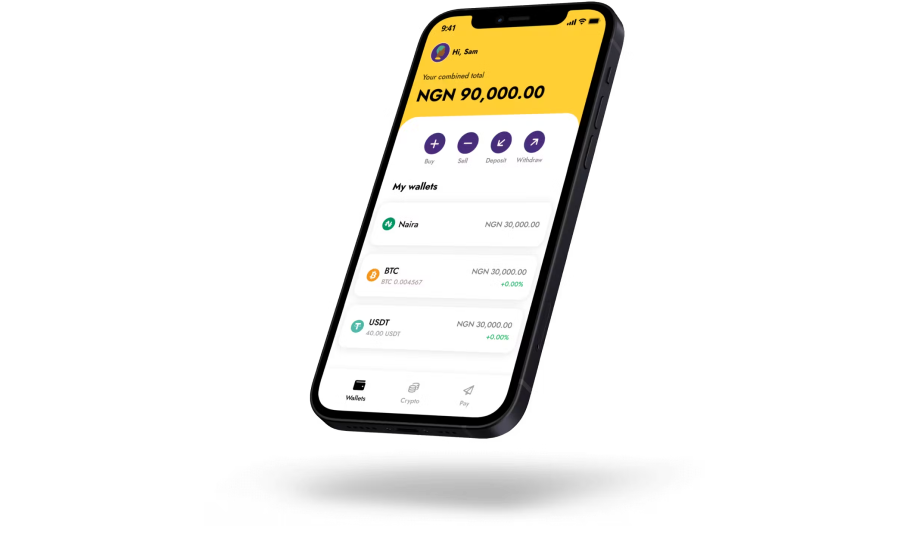 9:41
Hi, Sam
Your combined total
NGN 90,000.00
Buy Sell Deposit Withdraw
My wallets
Naira NGN 30,000.00
BTC NGN 30,000.00
BTC 0.004567 +0.00%
USDT NGN 30,000.00
40.00 USDT +0.00%
Wallets Crypto Pay